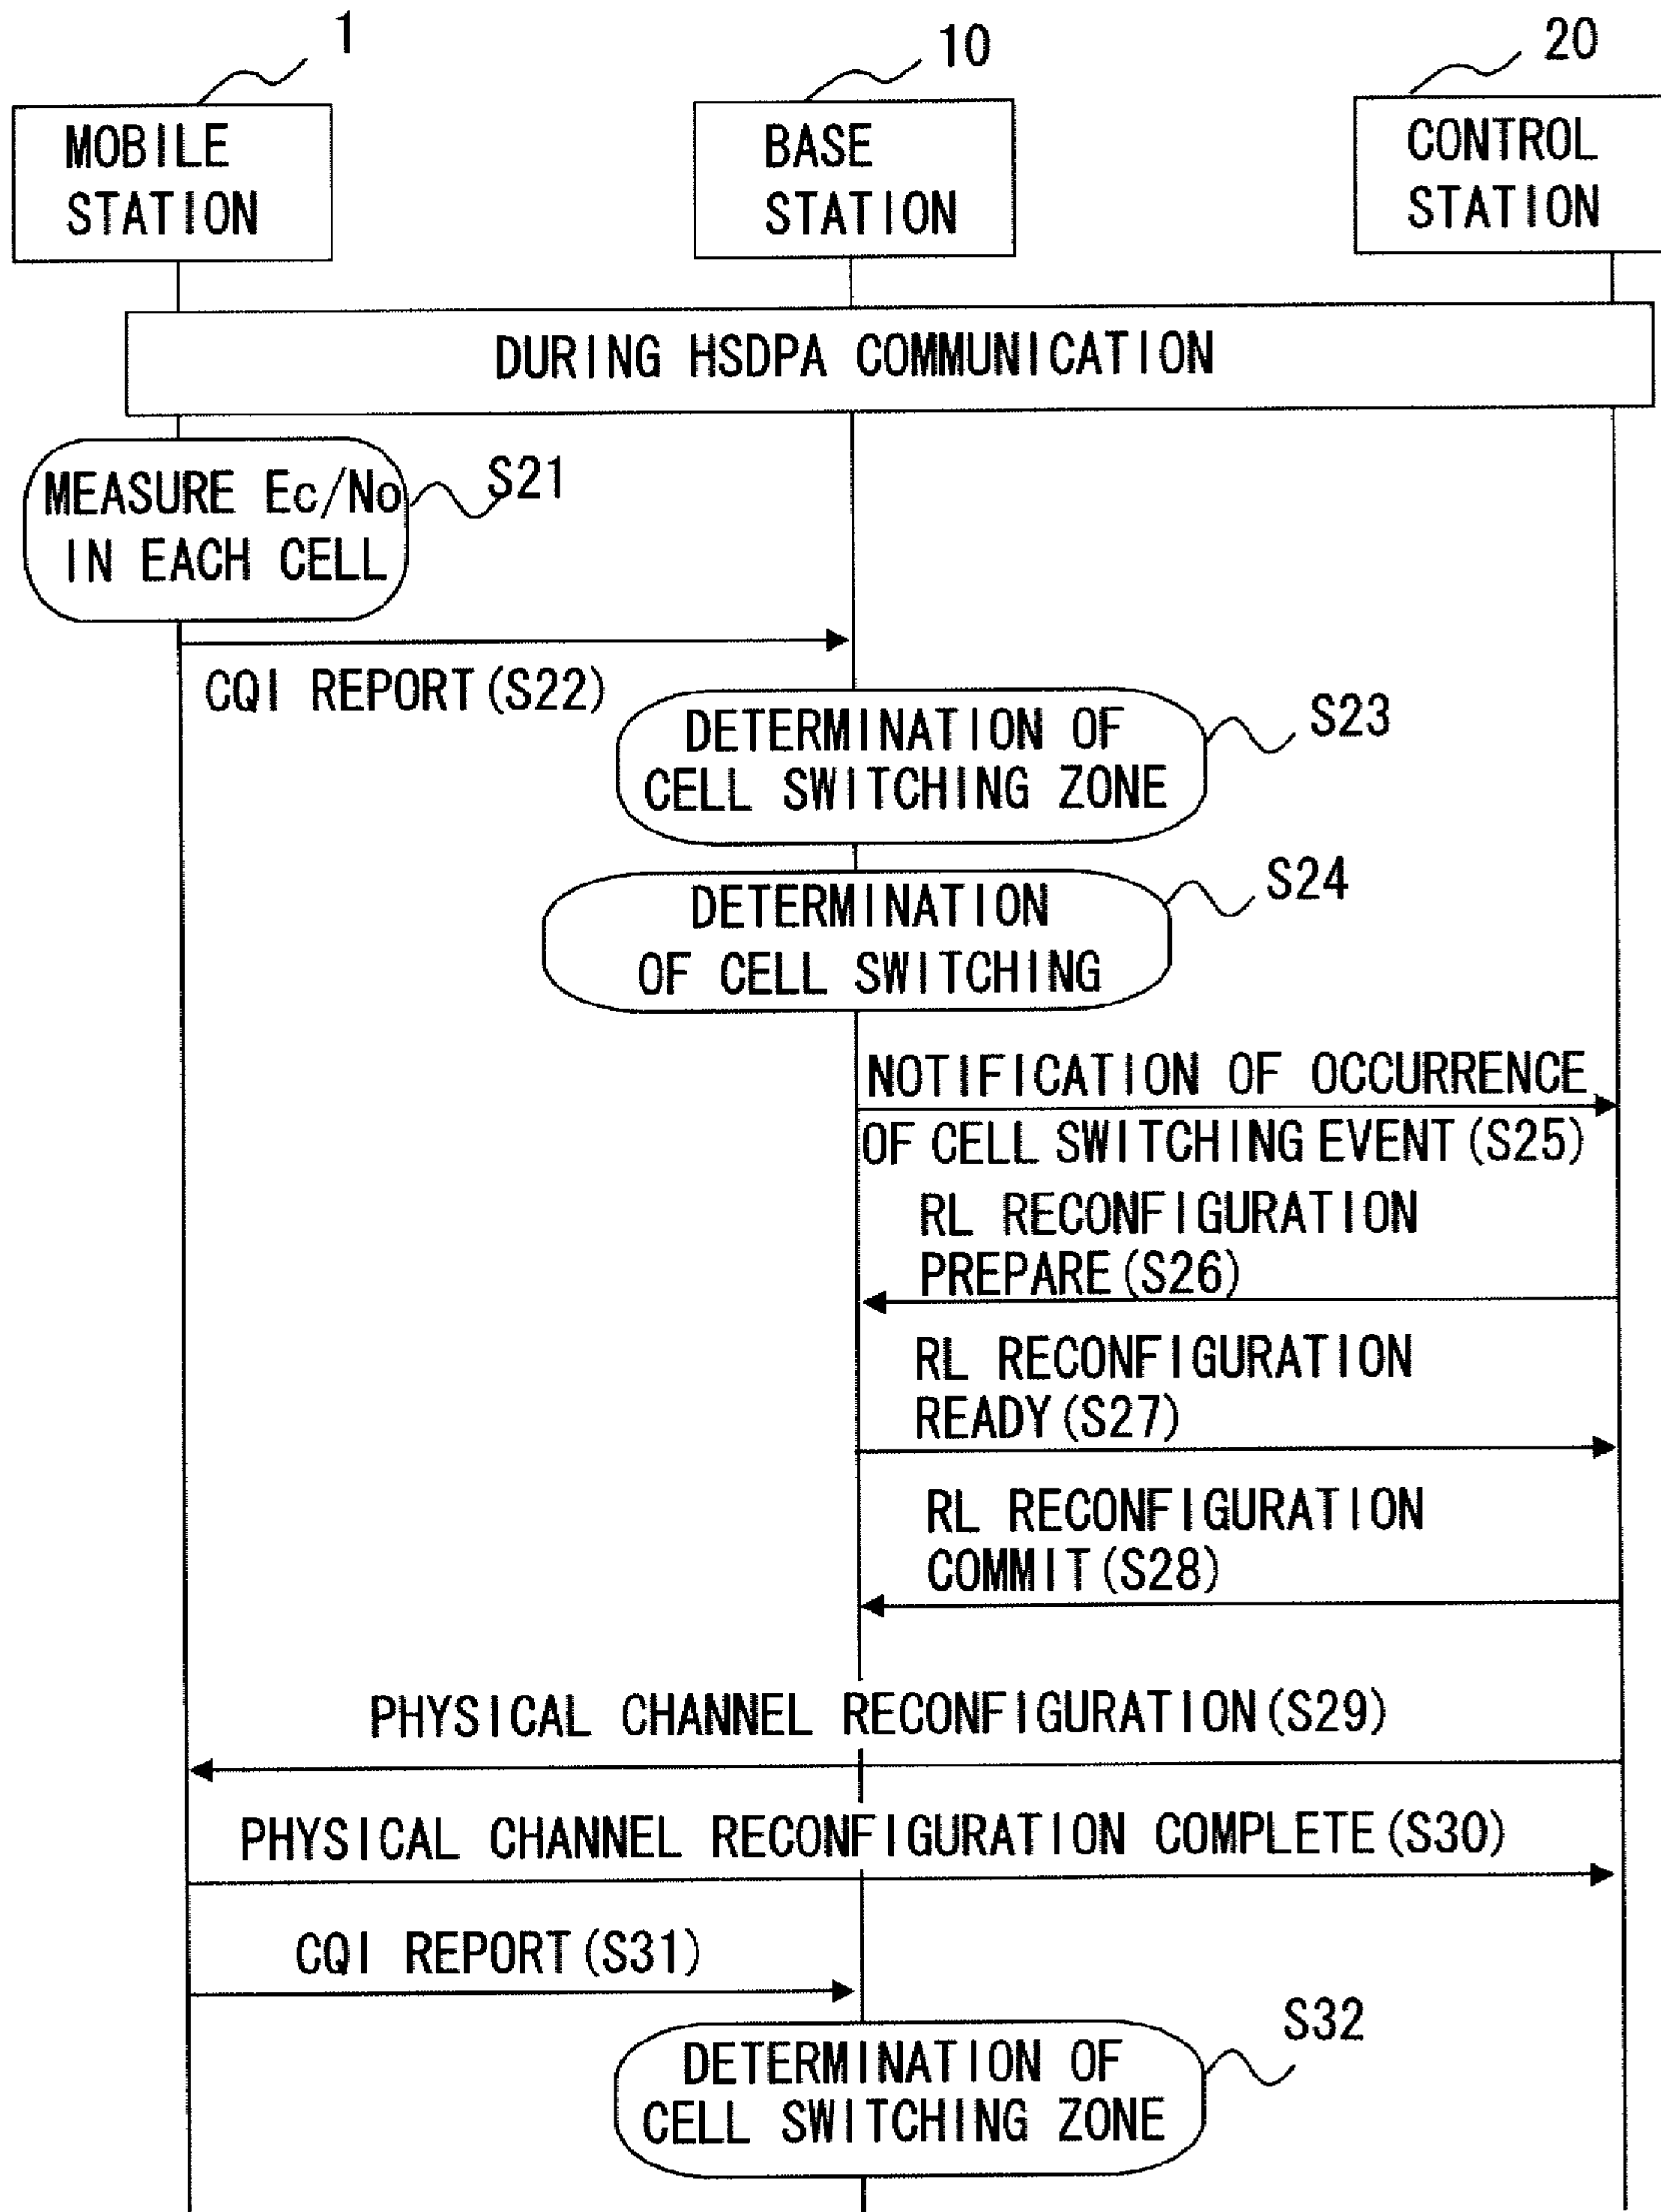 1
10
20
MOBILE
STATION
BASE
STATION
CONTROL
STATION
DURING HSDPA COMMUNICATION
MEASURE Ec/No
IN EACH CELL
S21
CQI REPORT(S22)
DETERMINATION OF
CELL SWITCHING ZONE
S23
DETERMINATION
OF CELL SWITCHING
S24
NOTIFICATION OF OCCURRENCE
OF CELL SWITCHING EVENT(S25)
RL RECONFIGURATION
PREPARE(S26)
RL RECONFIGURATION
READY(S27)
RL RECONFIGURATION
COMMIT(S28)
PHYSICAL CHANNEL RECONFIGURATION(S29)
PHYSICAL CHANNEL RECONFIGURATION COMPLETE(S30)
CQI REPORT(S31)
DETERMINATION OF
CELL SWITCHING ZONE
S32